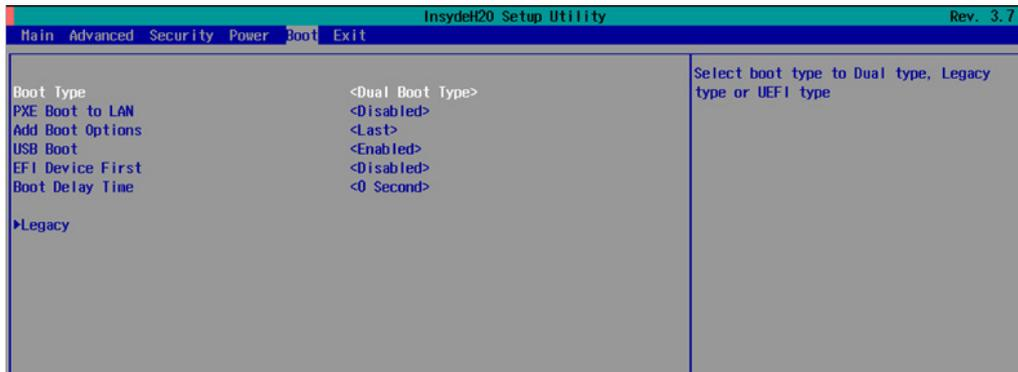 InsydeH20 Setup Utility Rev. 3.7
Main Advanced Security Power Boot Exit
Boot Type <Dual Boot Type>
PXE Boot to LAN <Disabled>
Add Boot Options <Last>
USB Boot <Enabled>
EFI Device First <Disabled>
Boot Delay Time <0 Second>
▶Legacy
Select boot type to Dual type, Legacy
type or UEFI type